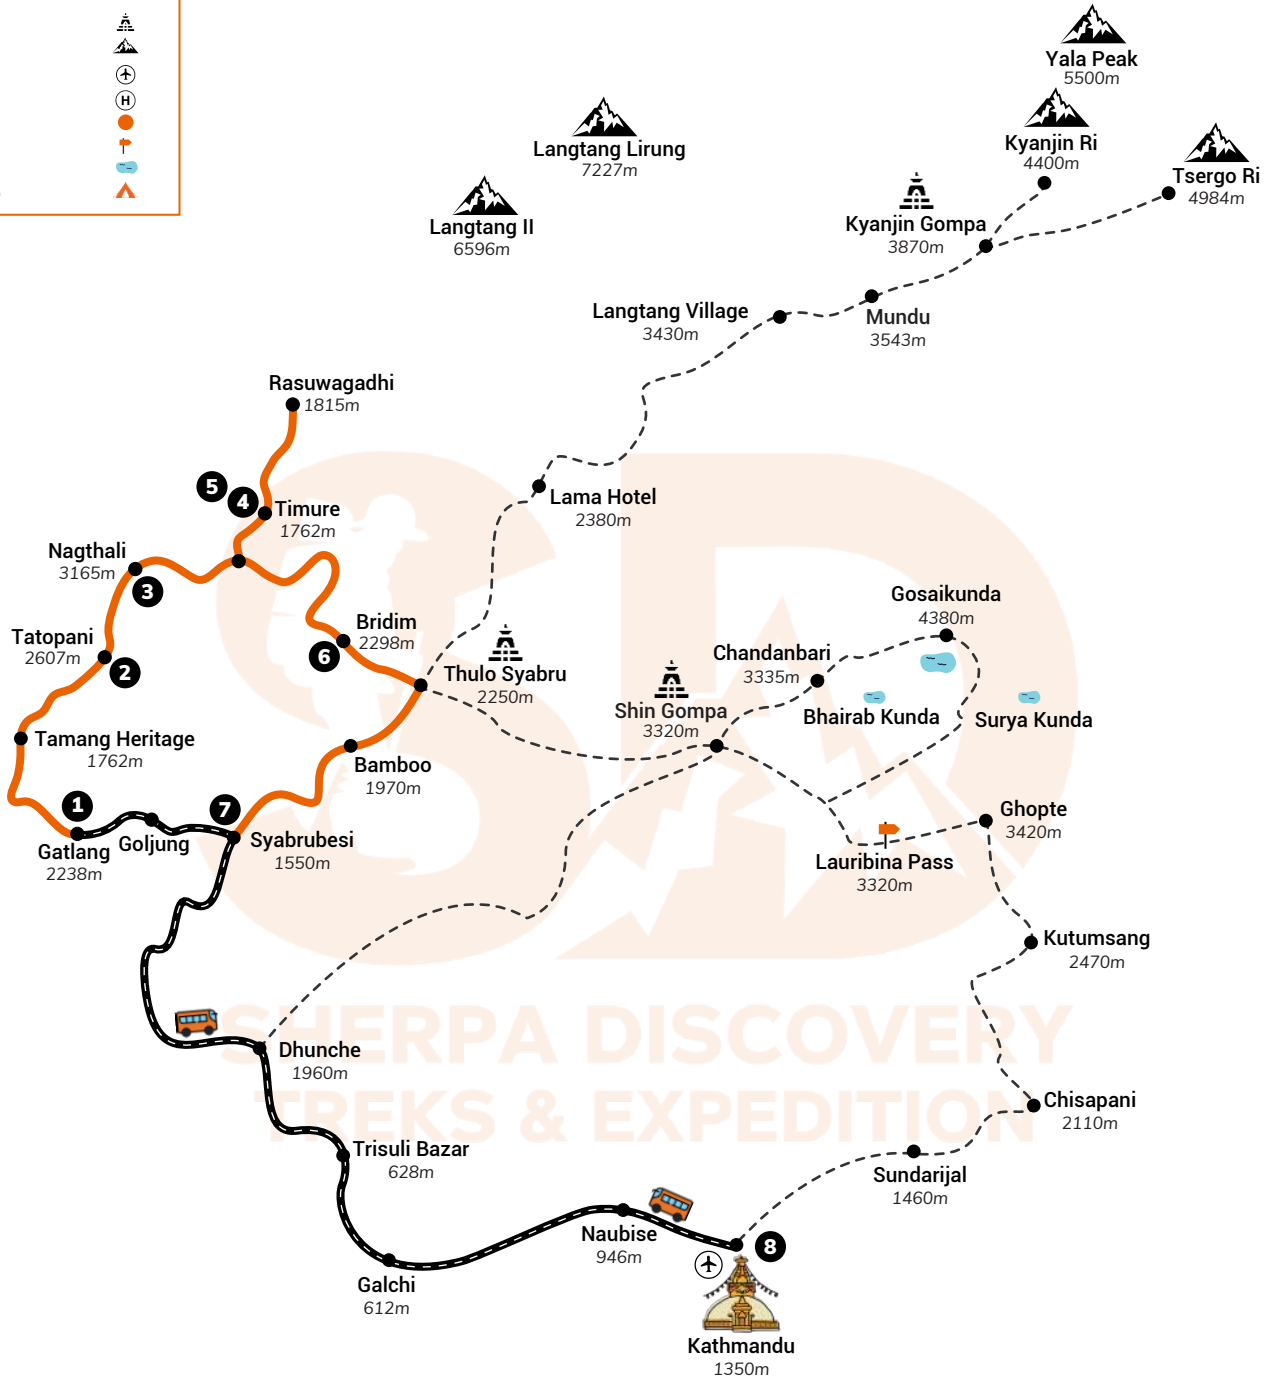 H
Yala Peak
5500m
Kyanjin Ri
4400m
Tsergo Ri
4984m
Langtang Lirung
7227m
Kyanjin Gompa
3870m
Langtang II
6596m
Langtang Village
3430m
Mundu
3543m
Rasuwagadhi
1815m
5
4
Timure
1762m
Lama Hotel
2380m
Nagthali
3165m
3
Gosaikunda
4380m
Bridim
2298m
6
Tatopani
2607m
2
Chandanbari
3335m
Thulo Syabru
2250m
Shin Gompa
3320m
Bhairab Kunda
Surya Kunda
Tamang Heritage
1762m
Bamboo
1970m
1
7
Ghopte
3420m
Gatlang
2238m
Goljung
Syabrubesi
1550m
Lauribina Pass
3320m
Kutumsang
2470m
SD
SHERPA DISCOVERY
TREKS & EXPEDITION
Dhunche
1960m
Chisapani
2110m
Trisuli Bazar
628m
Sundarijal
1460m
Naubise
946m
8
Galchi
612m
Kathmandu
1350m